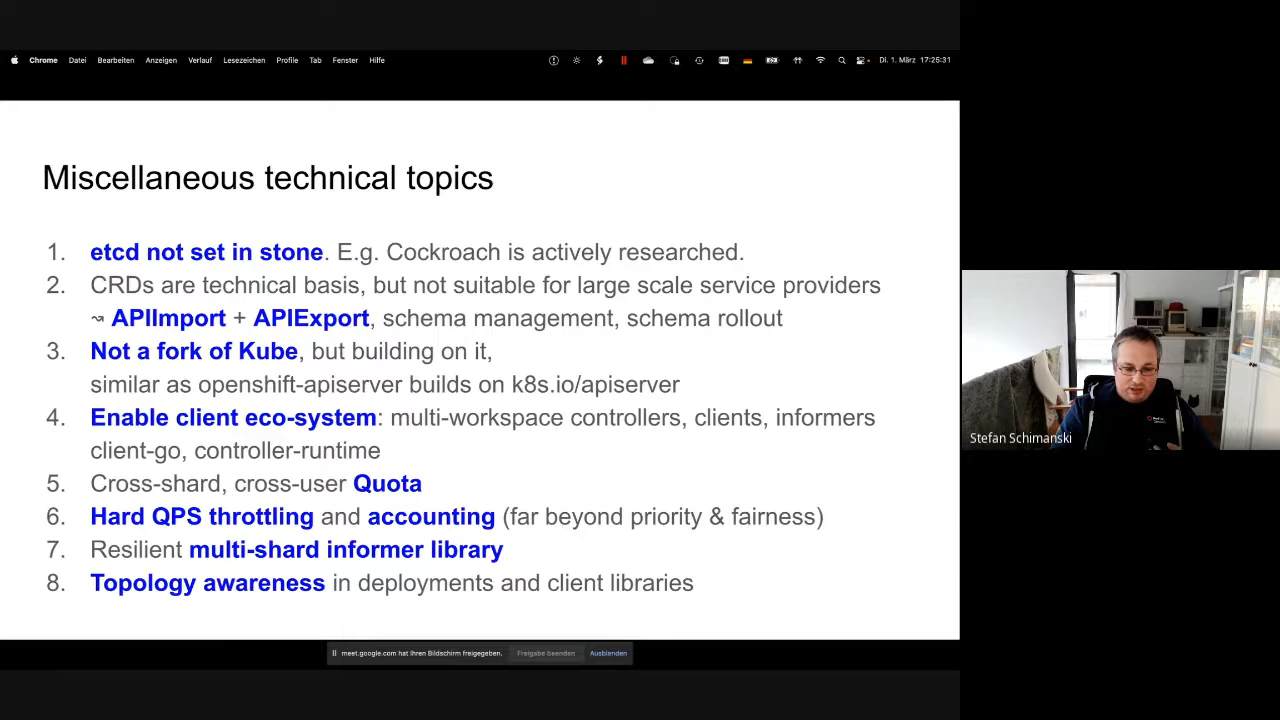 Chrome Datei Bearbeiten Anzeigen Verlauf Lesezeichen Profile Tab Fenster Hilfe Di. 1. März 17:25:31
Miscellaneous technical topics
1. etcd not set in stone. E.g. Cockroach is actively researched.
2. CRDs are technical basis, but not suitable for large scale service providers
↝ APIImport + APIExport, schema management, schema rollout
3. Not a fork of Kube, but building on it,
similar as openshift-apiserver builds on k8s.io/apiserver
4. Enable client eco-system: multi-workspace controllers, clients, informers
client-go, controller-runtime
5. Cross-shard, cross-user Quota
6. Hard QPS throttling and accounting (far beyond priority & fairness)
7. Resilient multi-shard informer library
8. Topology awareness in deployments and client libraries
Stefan Schimanski
meet.google.com hat Ihren Bildschirm freigegeben. Freigabe beenden Ausblenden